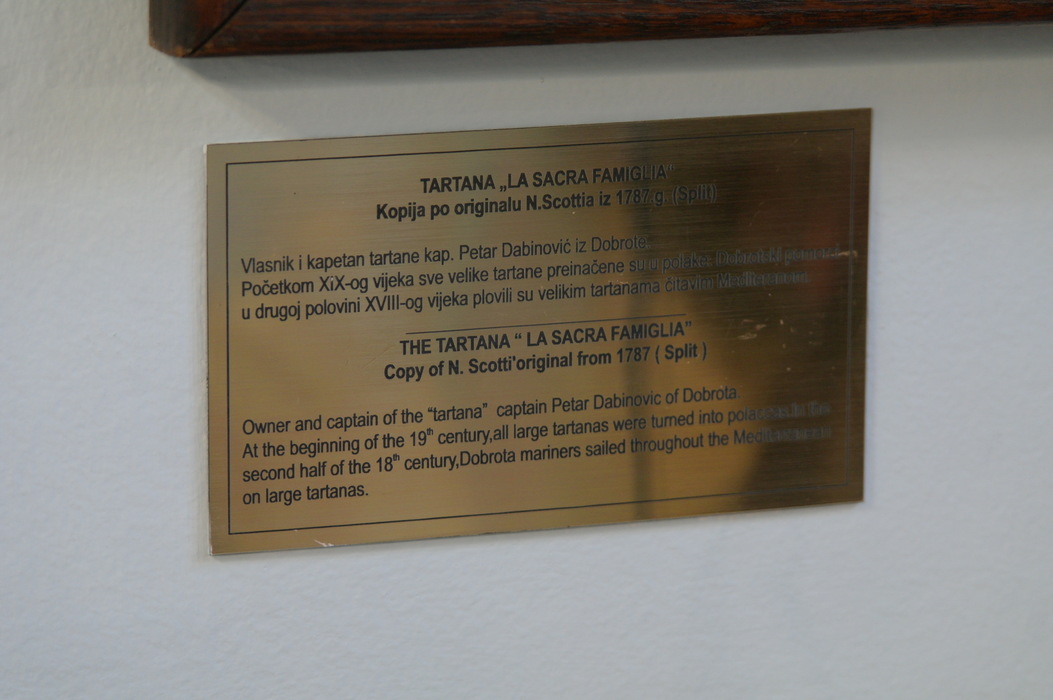 TARTANA „LA SACRA FAMIGLIA”
Kopija po originalu N.Scottia iz 1787.g. (Split)
Vlasnik i kapetan tartane kap. Petar Dabinović iz Dobrote.
Početkom XiX-og vijeka sve velike tartane preinačene su u polake. Dobrotski pomorci
u drugoj polovini XVIII-og vijeka plovili su velikim tartanama čitavim Mediteranom.
THE TARTANA “ LA SACRA FAMIGLIA”
Copy of N. Scotti'original from 1787 ( Split )
Owner and captain of the “tartana” captain Petar Dabinovic of Dobrota.
At the beginning of the 19th century,all large tartanas were turned into in the
second half of the 18th century,Dobrota mariners sailed throughout the Mediterranean
on large tartanas.